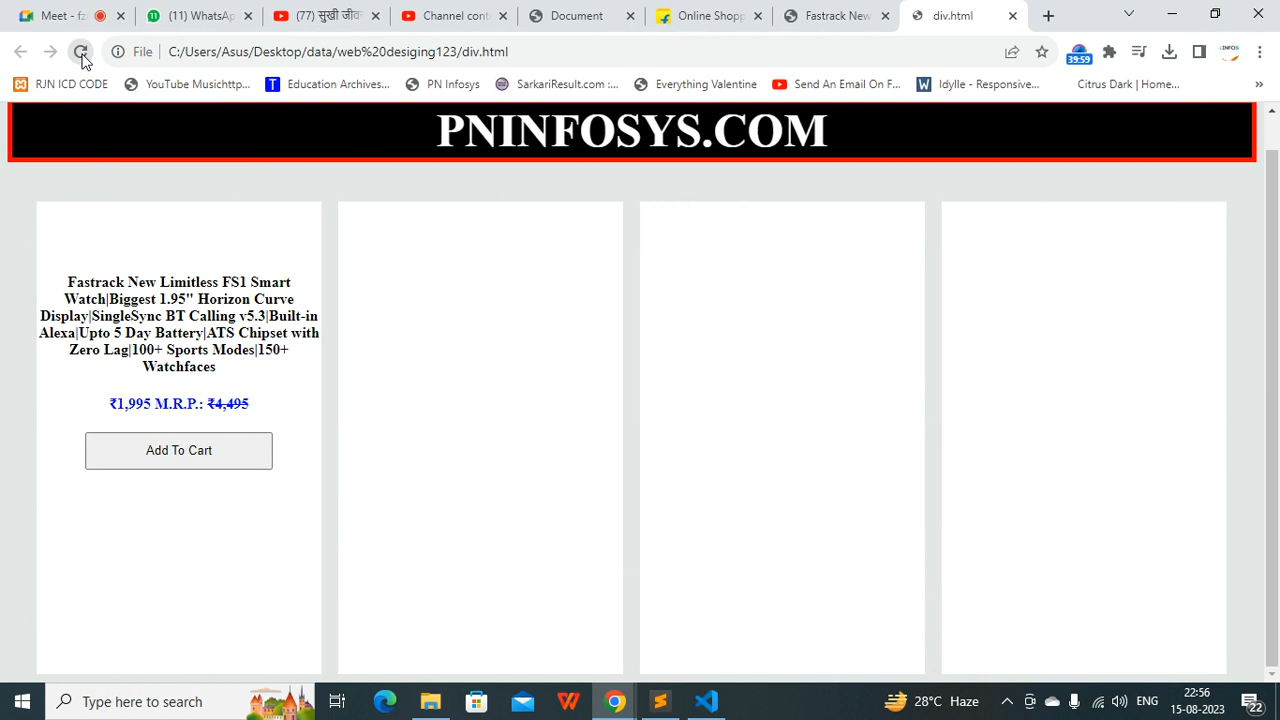 Meet - fz
(11) WhatsAp
(77) सुखी जीव
Channel cont
Document
Online Shopp
Fastrack New
div.html
File
C:/Users/Asus/Desktop/data/web%20desiging123/div.html
39:59
RJN ICD CODE
YouTube Musichttp...
Education Archives...
PN Infosys
SarkariResult.com :...
Everything Valentine
Send An Email On F...
Idylle - Responsive...
Citrus Dark | Home...
»
PNINFOSYS.COM
Fastrack New Limitless FS1 Smart
Watch|Biggest 1.95" Horizon Curve
Display|SingleSync BT Calling v5.3|Built-in
Alexa|Upto 5 Day Battery|ATS Chipset with
Zero Lag|100+ Sports Modes|150+
Watchfaces
₹1,995 M.R.P.: ₹4,495
Add To Cart
Type here to search
28°C Haze
ENG
22:56
15-08-2023
22